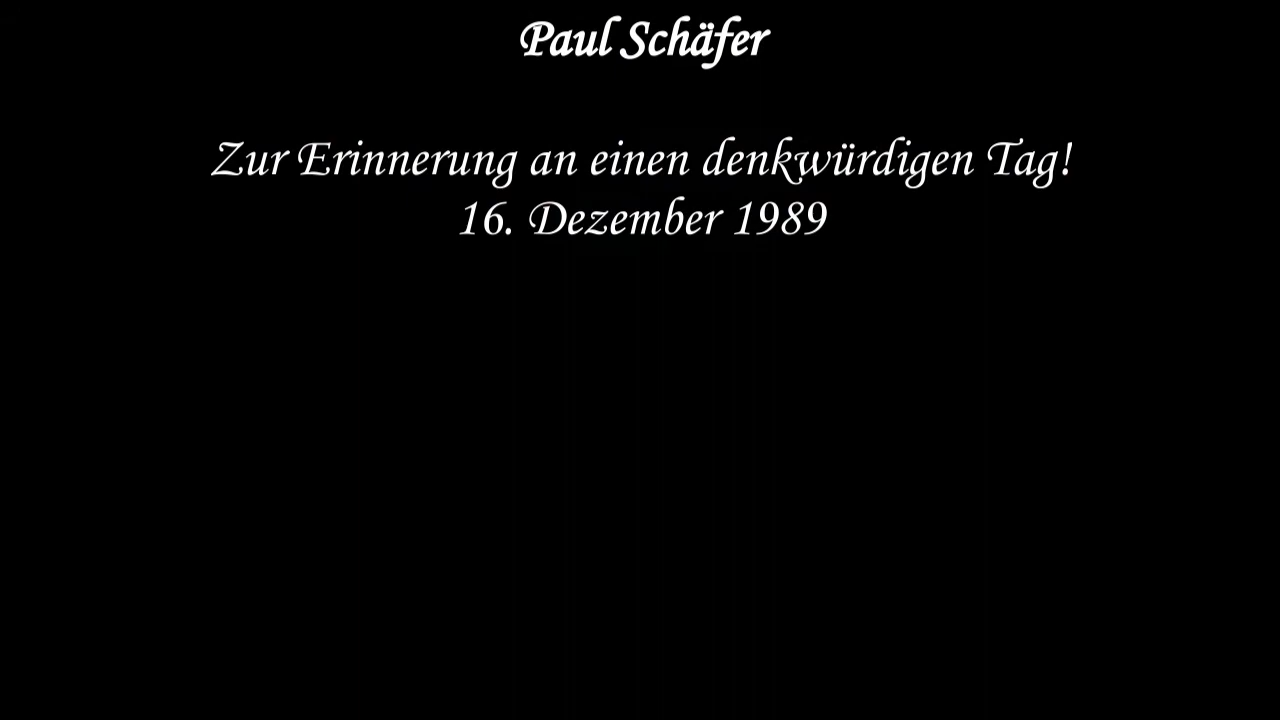 Paul Schäfer
Zur Erinnerung an einen denkwürdigen Tag!
16. Dezember 1989